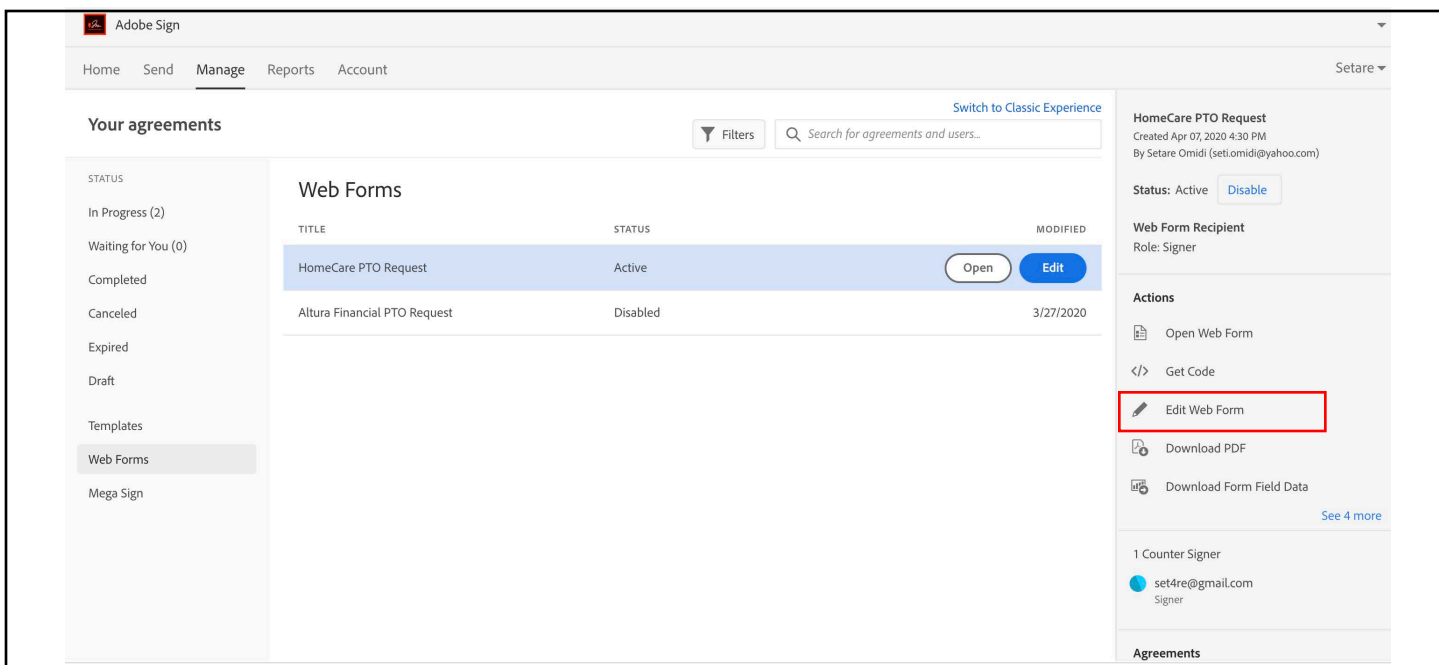 Adobe Sign
Home Send Manage Reports Account Setare
Switch to Classic Experience
Your agreements
Filters
Search for agreements and users...
STATUS
In Progress (2)
Waiting for You (0)
Completed
Canceled
Expired
Draft
Templates
Web Forms
Mega Sign
Web Forms
TITLE STATUS MODIFIED
HomeCare PTO Request Active Open Edit
Altura Financial PTO Request Disabled 3/27/2020
HomeCare PTO Request
Created Apr 07, 2020 4:30 PM
By Setare Omidi (seti.omidi@yahoo.com)
Status: Active Disable
Web Form Recipient
Role: Signer
Actions
Open Web Form
</> Get Code
Edit Web Form
Download PDF
Download Form Field Data
See 4 more
1 Counter Signer
set4re@gmail.com
Signer
Agreements